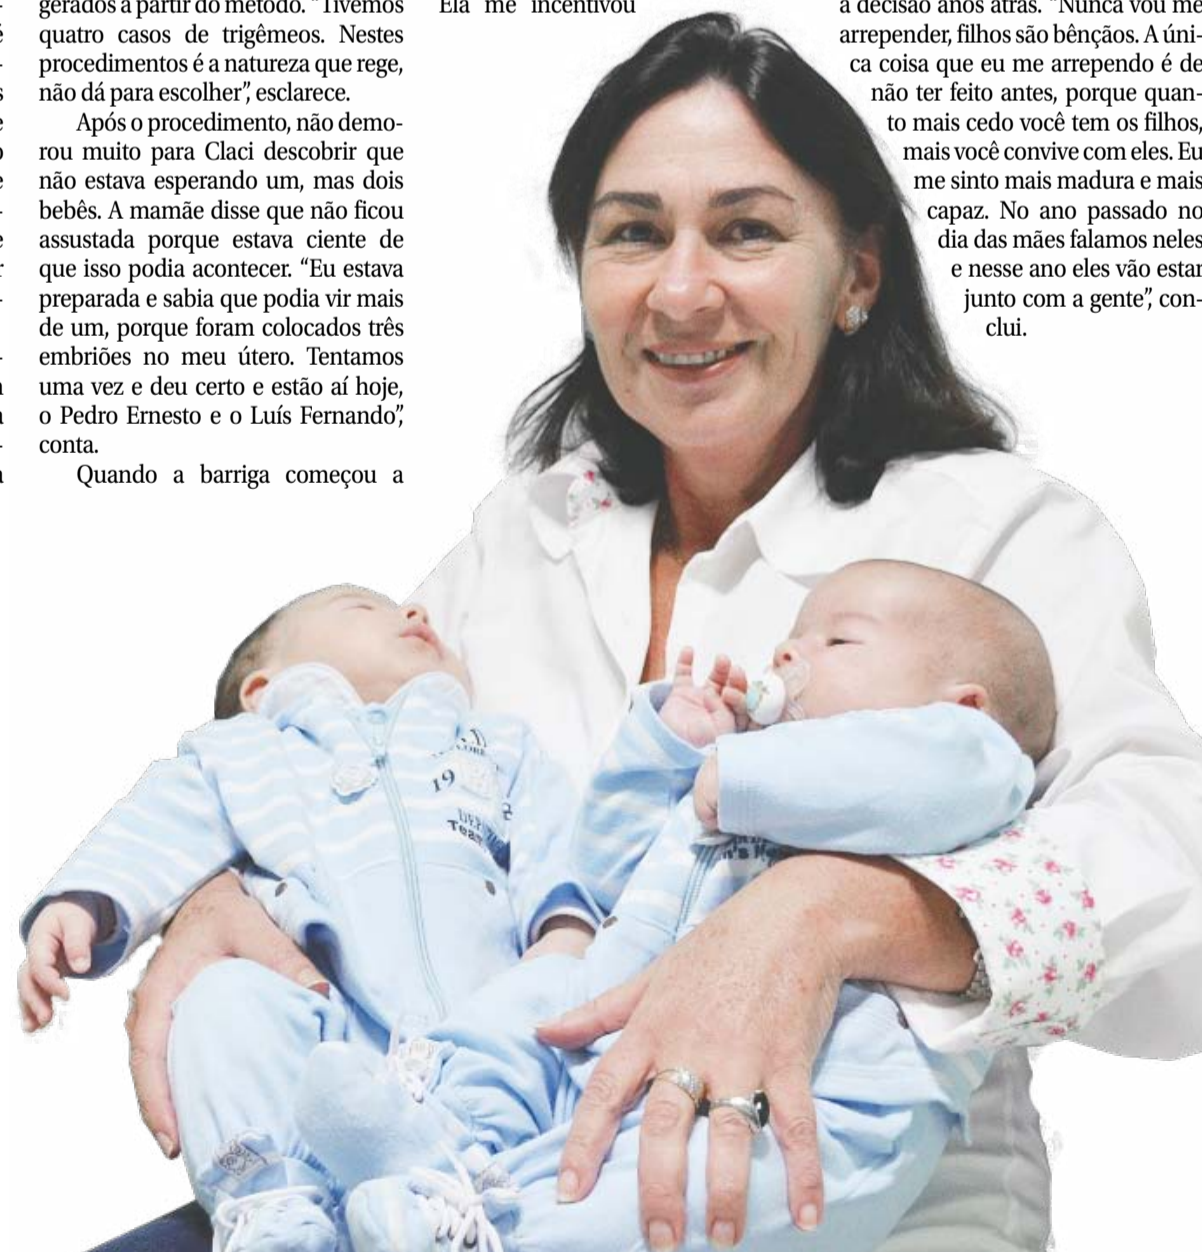 gerados a partir do método. "Tivemos
quatro casos de trigêmeos. Nestes
procedimentos é a natureza que rege,
não dá para escolher", esclarece.
Após o procedimento, não demo-
rou muito para Claci descobrir que
não estava esperando um, mas dois
bebês. A mamãe disse que não ficou
assustada porque estava ciente de
que isso podia acontecer. "Eu estava
preparada e sabia que podia vir mais
de um, porque foram colocados três
embriões no meu útero. Tentamos
uma vez e deu certo e estão aí hoje,
o Pedro Ernesto e o Luís Fernando",
conta.
Quando a barriga começou a
Ela me incentivou
a decisão anos atrás. "Nunca vou me
arrepender, filhos são bênçãos. A úni-
ca coisa que eu me arrependo é de
não ter feito antes, porque quan-
to mais cedo você tem os filhos,
mais você convive com eles. Eu
me sinto mais madura e mais
capaz. No ano passado no
dia das mães falamos neles
e nesse ano eles vão estar
junto com a gente", con-
clui.
19
Team